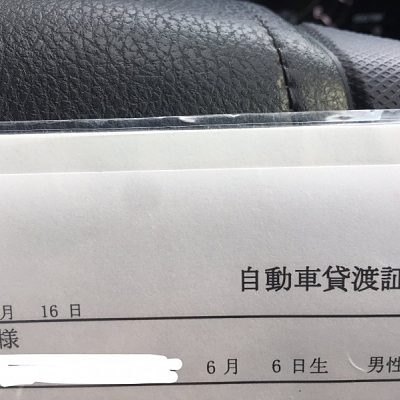 自動車貸渡証
月 16 日
様
6 月 6 日生 男性